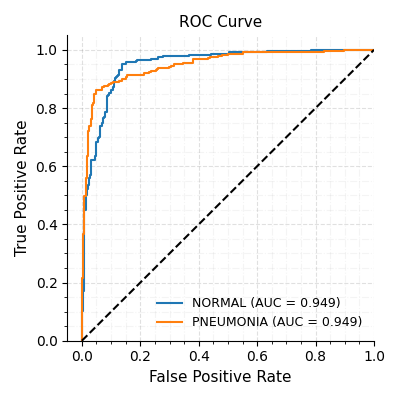 ROC Curve
True Positive Rate
1.0
0.8
0.6
0.4
0.2
0.0
NORMAL (AUC = 0.949)
PNEUMONIA (AUC = 0.949)
0.0 0.2 0.4 0.6 0.8 1.0
False Positive Rate